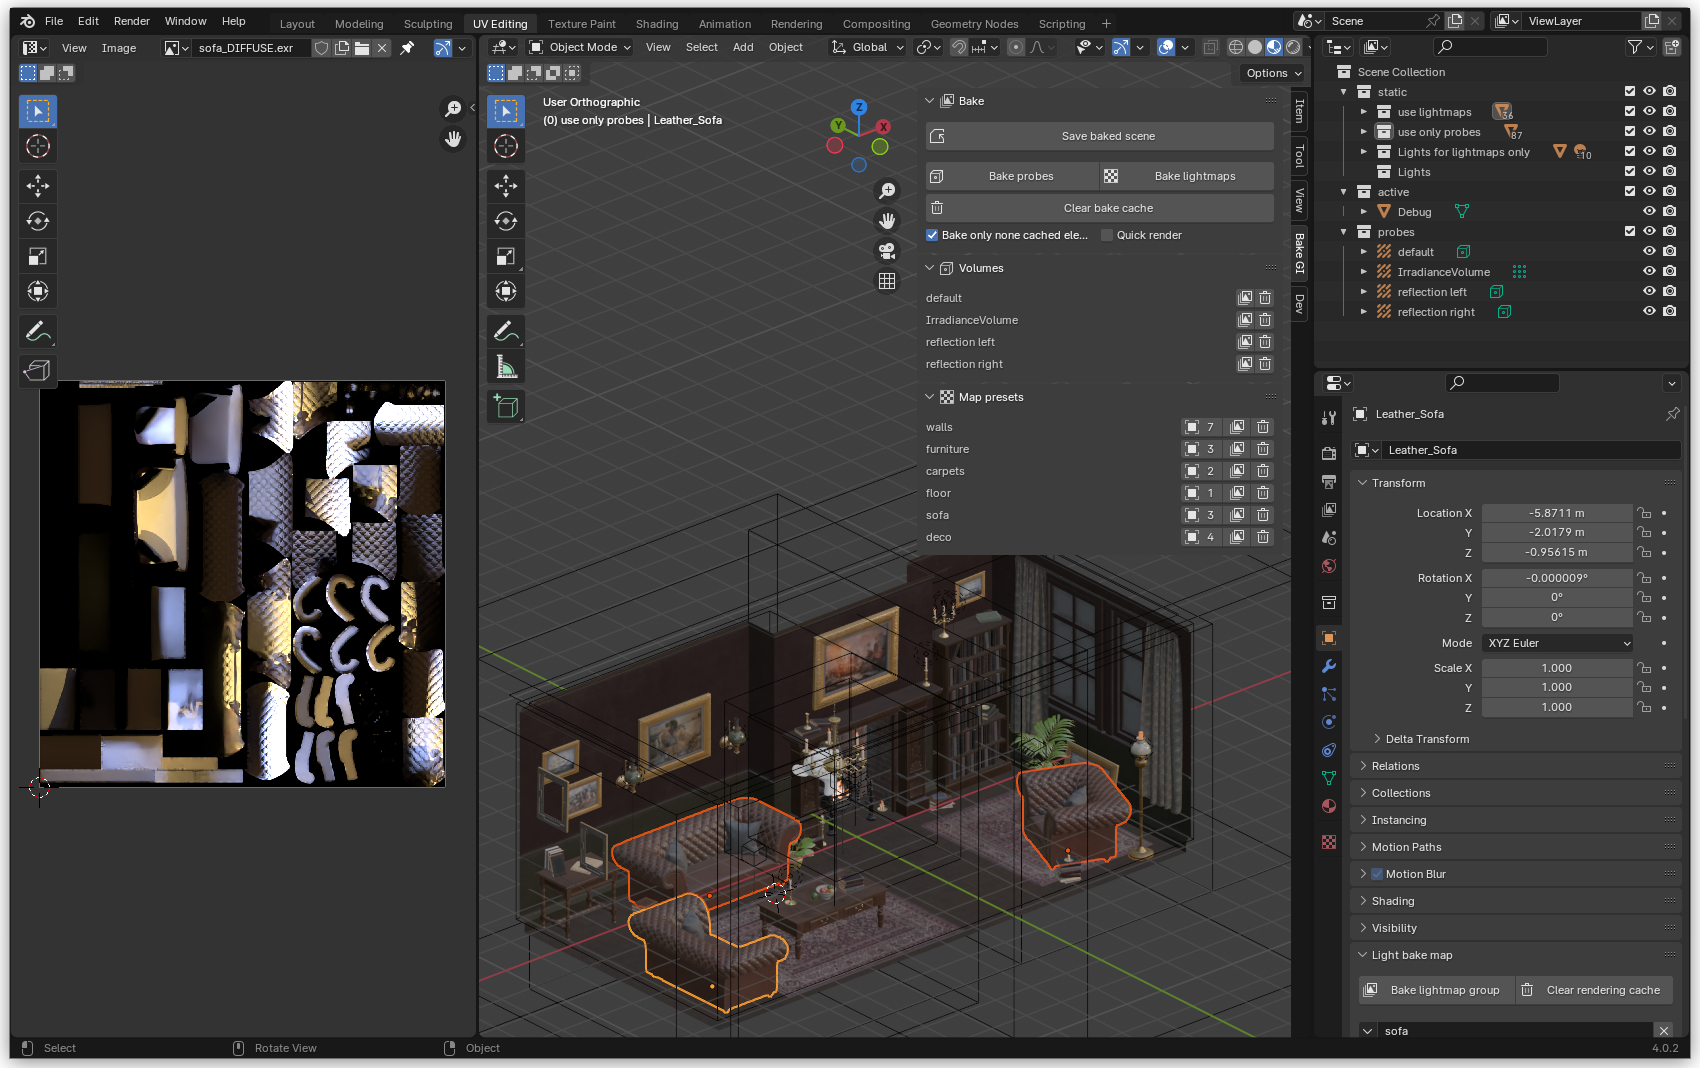 File Edit Render Window Help Layout Modeling Sculpting UV Editing Texture Paint Shading Animation Rendering Compositing Geometry Nodes Scripting Scene ViewLayer
View Image sofa_DIFFUSE.exr
Object Mode View Select Add Object Global
Options
User Orthographic
(0) use only probes | Leather_Sofa
Z
Y
X
Bake
Save baked scene
Bake probes Bake lightmaps
Clear bake cache
Bake only none cached ele... Quick render
Volumes
default
IrradianceVolume
reflection left
reflection right
Map presets
walls 7
furniture 3
carpets 2
floor 1
sofa 3
deco 4
Item
Tool
View
Bake GI
Dev
Scene Collection
static
use lightmaps 36
use only probes 87
Lights for lightmaps only 10
Lights
active
Debug
probes
default
IrradianceVolume
reflection left
reflection right
Leather_Sofa
Leather_Sofa
Transform
Location X -5.8711 m
Y -2.0179 m
Z -0.95615 m
Rotation X -0.000009°
Y 0°
Z 0°
Mode XYZ Euler
Scale X 1.000
Y 1.000
Z 1.000
Delta Transform
Relations
Collections
Instancing
Motion Paths
Motion Blur
Shading
Visibility
Light bake map
Bake lightmap group Clear rendering cache
sofa
Select Rotate View Object 4.0.2